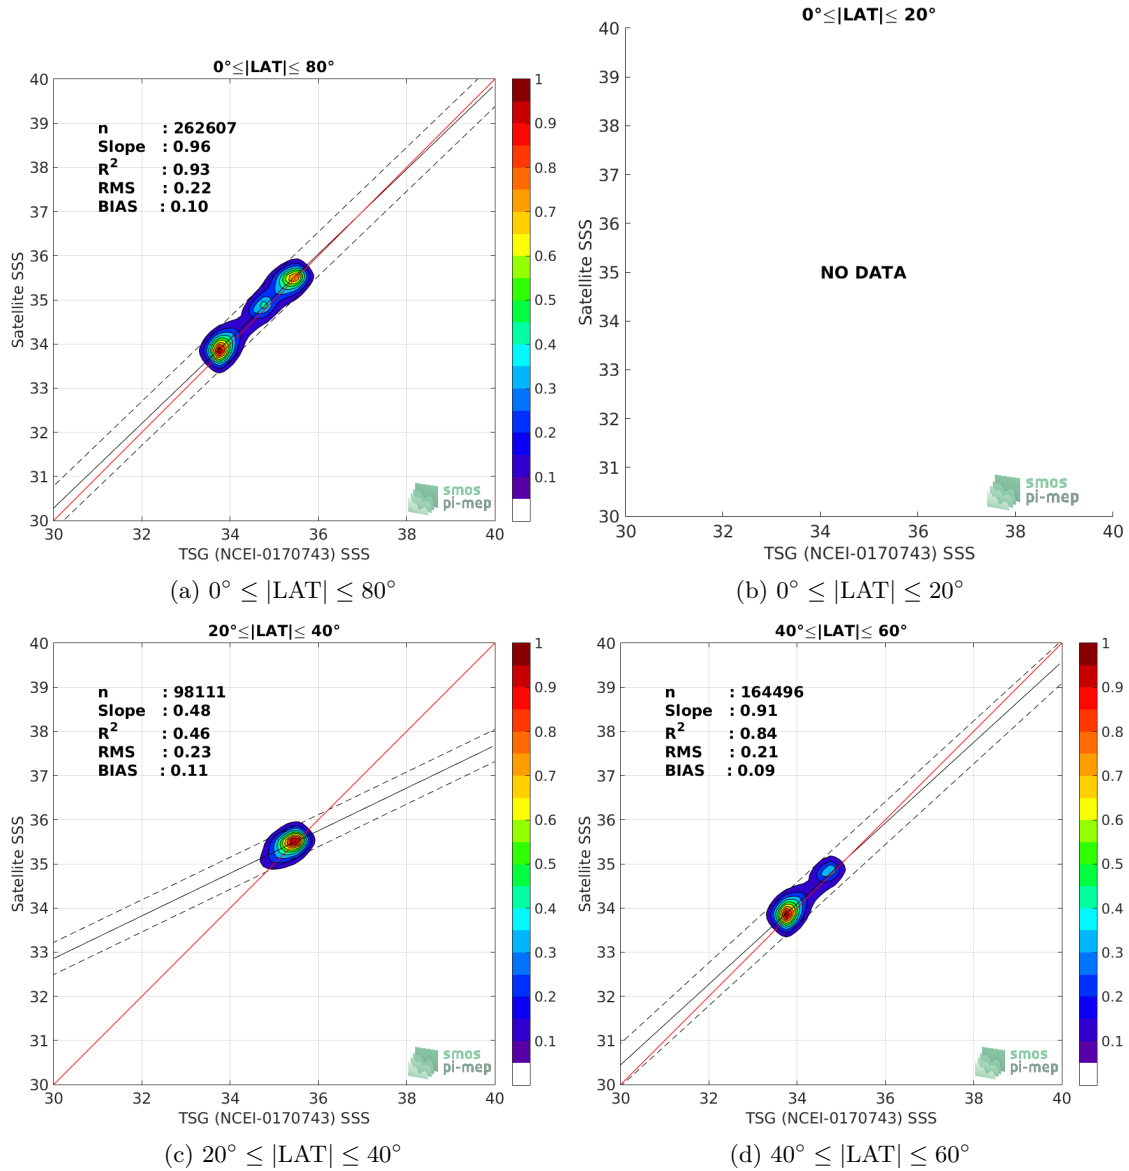 0°≤|LAT|≤ 80°
40
39
38
37
36
35
34
33
32
31
30
Satellite SSS
n : 262607
Slope : 0.96
R2 : 0.93
RMS : 0.22
BIAS : 0.10
smos
pi-mep
30 32 34 36 38 40
TSG (NCEI-0170743) SSS
1
0.9
0.8
0.7
0.6
0.5
0.4
0.3
0.2
0.1
(a) 0° ≤ |LAT| ≤ 80°
0°≤|LAT|≤ 20°
40
39
38
37
36
35
34
33
32
31
30
Satellite SSS
NO DATA
smos
pi-mep
30 32 34 36 38 40
TSG (NCEI-0170743) SSS
(b) 0° ≤ |LAT| ≤ 20°
20°≤|LAT|≤ 40°
40
39
38
37
36
35
34
33
32
31
30
Satellite SSS
n : 98111
Slope : 0.48
R2 : 0.46
RMS : 0.23
BIAS : 0.11
smos
pi-mep
30 32 34 36 38 40
TSG (NCEI-0170743) SSS
1
0.9
0.8
0.7
0.6
0.5
0.4
0.3
0.2
0.1
(c) 20° ≤ |LAT| ≤ 40°
40°≤|LAT|≤ 60°
40
39
38
37
36
35
34
33
32
31
30
Satellite SSS
n : 164496
Slope : 0.91
R2 : 0.84
RMS : 0.21
BIAS : 0.09
smos
pi-mep
30 32 34 36 38 40
TSG (NCEI-0170743) SSS
1
0.9
0.8
0.7
0.6
0.5
0.4
0.3
0.2
0.1
(d) 40° ≤ |LAT| ≤ 60°